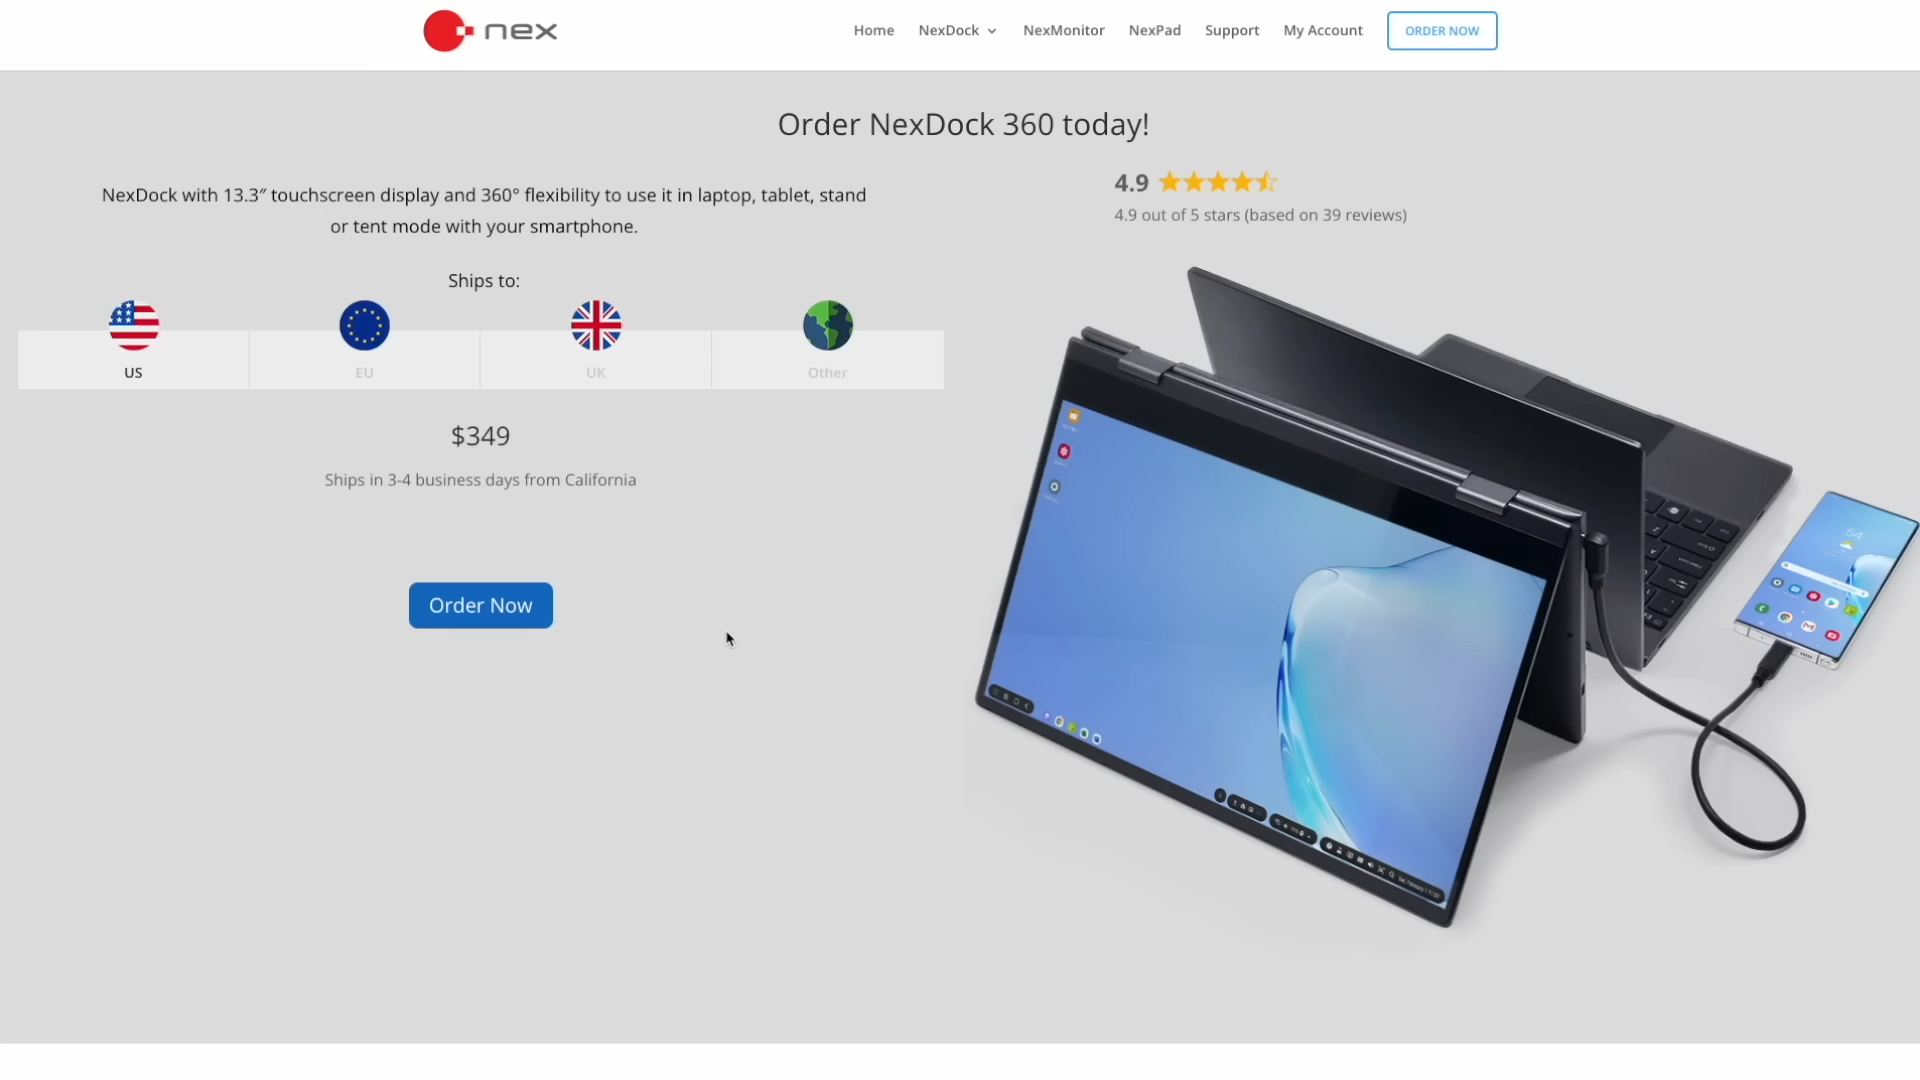 nex
Home
NexDock
NexMonitor
NexPad
Support
My Account
ORDER NOW
Order NexDock 360 today!
NexDock with 13.3″ touchscreen display and 360° flexibility to use it in laptop, tablet, stand
or tent mode with your smartphone.
4.9
4.9 out of 5 stars (based on 39 reviews)
Ships to:
US
EU
UK
Other
$349
Ships in 3-4 business days from California
Order Now